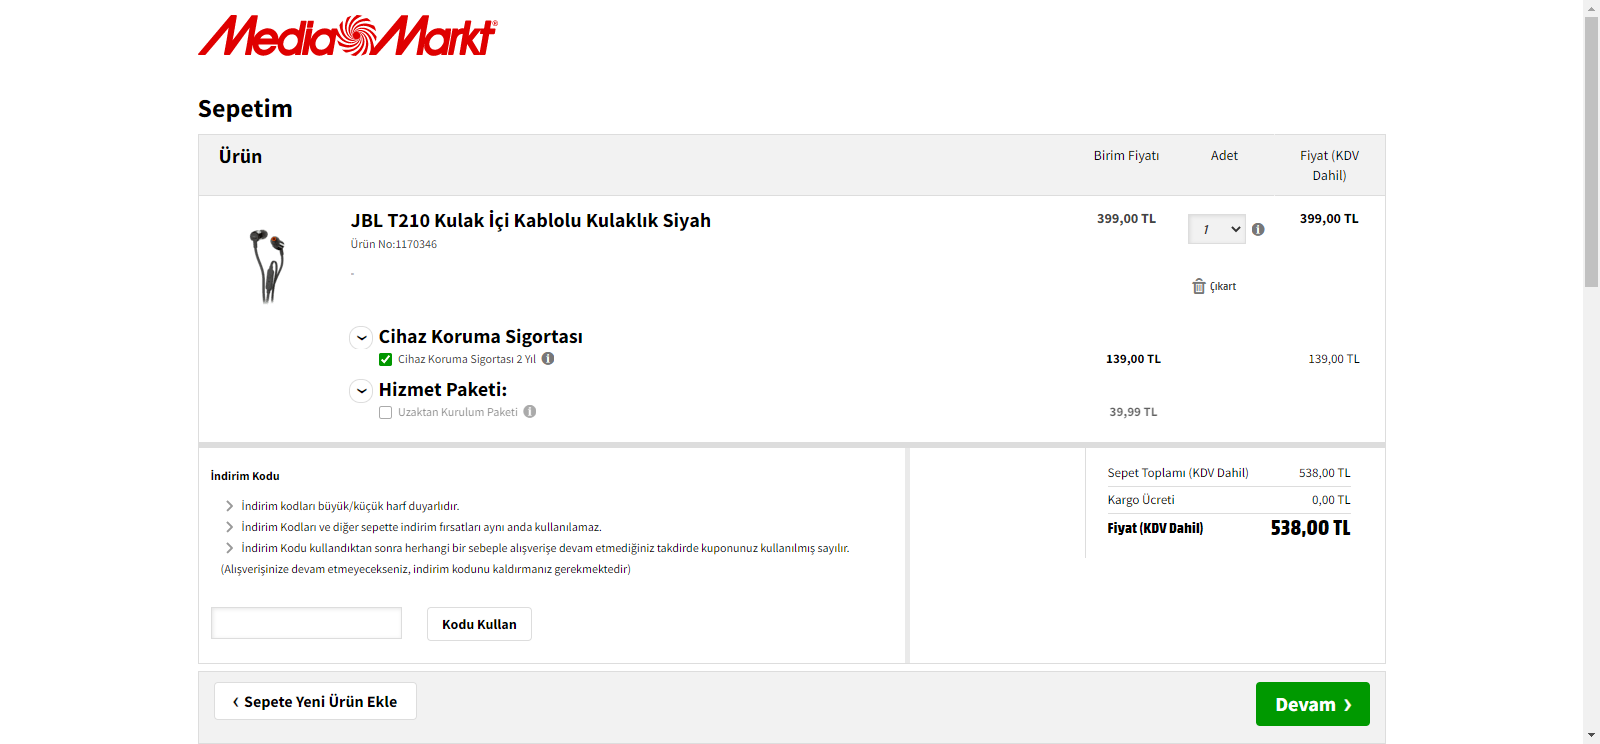 MediaMarkt®
Sepetim
Ürün
Birim Fiyatı
Adet
Fiyat (KDV
Dahil)
JBL T210 Kulak İçi Kablolu Kulaklık Siyah
399,00 TL
1
399,00 TL
Ürün No:1170346
-
Çıkart
Cihaz Koruma Sigortası
Cihaz Koruma Sigortası 2 Yıl
139,00 TL
139,00 TL
Hizmet Paketi:
Uzaktan Kurulum Paketi
39,99 TL
İndirim Kodu
İndirim kodları büyük/küçük harf duyarlıdır.
İndirim Kodları ve diğer sepette indirim fırsatları aynı anda kullanılamaz.
İndirim Kodu kullandıktan sonra herhangi bir sebeple alışverişe devam etmediğiniz takdirde kuponunuz kullanılmış sayılır.
(Alışverişinize devam etmeyecekseniz, indirim kodunu kaldırmanız gerekmektedir)
Kodu Kullan
Sepet Toplamı (KDV Dahil) 538,00 TL
Kargo Ücreti 0,00 TL
Fiyat (KDV Dahil) 538,00 TL
‹ Sepete Yeni Ürün Ekle
Devam ›